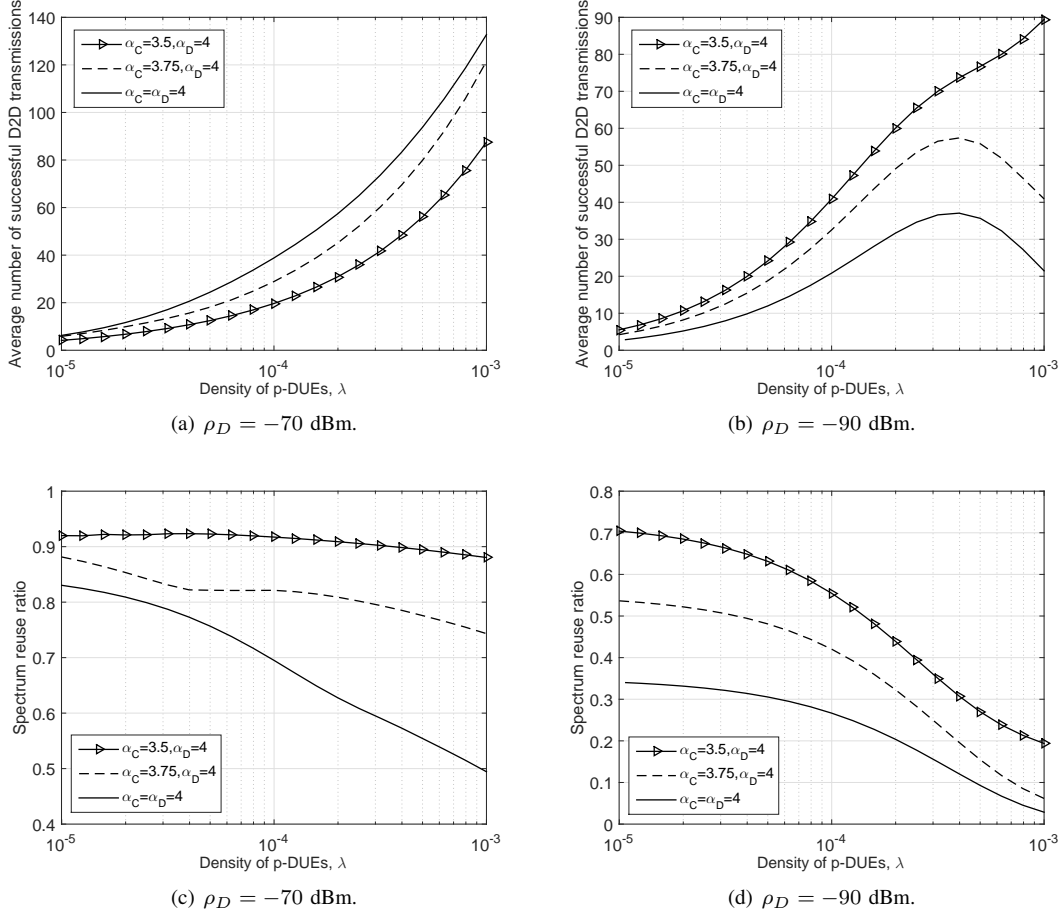 Average number of successful D2D transmissions
140
120
100
80
60
40
20
0
α_C=3.5,α_D=4
α_C=3.75,α_D=4
α_C=α_D=4
10^-5
10^-4
10^-3
Density of p-DUEs, λ
(a) ρ_D = −70 dBm.
Average number of successful D2D transmissions
90
80
70
60
50
40
30
20
10
0
α_C=3.5,α_D=4
α_C=3.75,α_D=4
α_C=α_D=4
10^-5
10^-4
10^-3
Density of p-DUEs, λ
(b) ρ_D = −90 dBm.
Spectrum reuse ratio
1
0.9
0.8
0.7
0.6
0.5
0.4
α_C=3.5,α_D=4
α_C=3.75,α_D=4
α_C=α_D=4
10^-5
10^-4
10^-3
Density of p-DUEs, λ
(c) ρ_D = −70 dBm.
Spectrum reuse ratio
0.8
0.7
0.6
0.5
0.4
0.3
0.2
0.1
0
α_C=3.5,α_D=4
α_C=3.75,α_D=4
α_C=α_D=4
10^-5
10^-4
10^-3
Density of p-DUEs, λ
(d) ρ_D = −90 dBm.